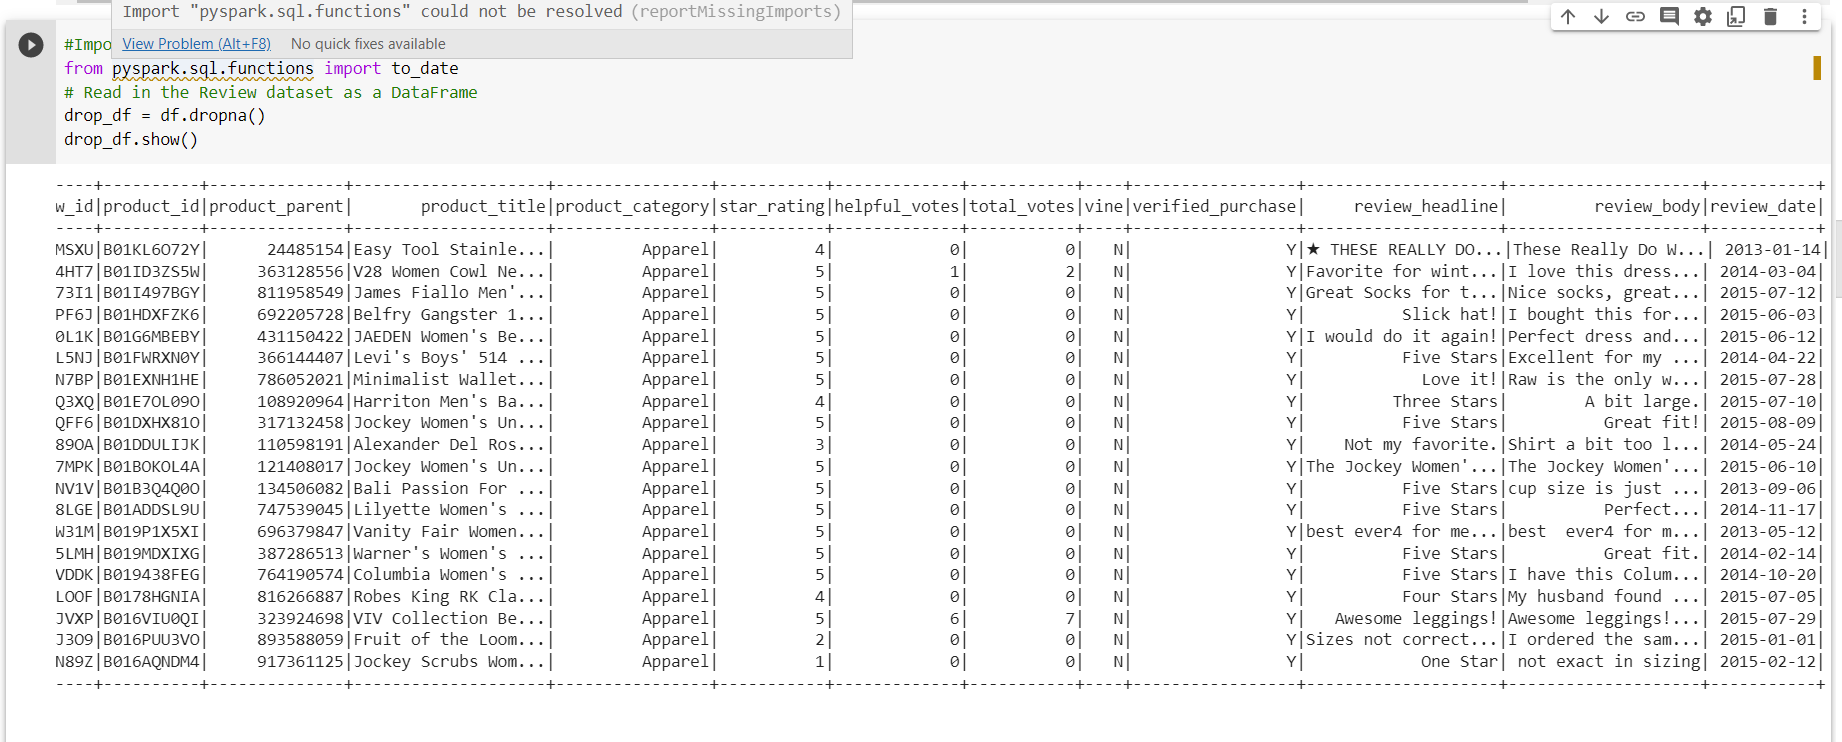 Import "pyspark.sql.functions" could not be resolved (reportMissingImports)
View Problem (Alt+F8) No quick fixes available
#Impo
from pyspark.sql.functions import to_date
# Read in the Review dataset as a DataFrame
drop_df = df.dropna()
drop_df.show()
----+----------+--------------+--------------------+----------------+-----------+-------------+-----------+----+-----------------+--------------------+--------------------+-----------+
w_id|product_id|product_parent|       product_title|product_category|star_rating|helpful_votes|total_votes|vine|verified_purchase|     review_headline|         review_body|review_date|
----+----------+--------------+--------------------+----------------+-----------+-------------+-----------+----+-----------------+--------------------+--------------------+-----------+
MSXU|B01KL6O72Y|      24485154|Easy Tool Stainle...|         Apparel|          4|            0|          0|   N|                Y|★ THESE REALLY DO...|These Really Do W...| 2013-01-14|
4HT7|B01ID3ZS5W|     363128556|V28 Women Cowl Ne...|         Apparel|          5|            1|          2|   N|                Y|Favorite for wint...|I love this dress...| 2014-03-04|
73I1|B01I497BGY|     811958549|James Fiallo Men'...|         Apparel|          5|            0|          0|   N|                Y|Great Socks for t...|Nice socks, great...| 2015-07-12|
PF6J|B01HDXFZK6|     692205728|Belfry Gangster 1...|         Apparel|          5|            0|          0|   N|                Y|          Slick hat!|I bought this for...| 2015-06-03|
0L1K|B01G6MBEBY|     431150422|JAEDEN Women's Be...|         Apparel|          5|            0|          0|   N|                Y|I would do it again!|Perfect dress and...| 2015-06-12|
L5NJ|B01FWRXN0Y|     366144407|Levi's Boys' 514 ...|         Apparel|          5|            0|          0|   N|                Y|          Five Stars|Excellent for my ...| 2014-04-22|
N7BP|B01EXNH1HE|     786052021|Minimalist Wallet...|         Apparel|          5|            0|          0|   N|                Y|            Love it!|Raw is the only w...| 2015-07-28|
Q3XQ|B01E7OL09O|     108920964|Harriton Men's Ba...|         Apparel|          4|            0|          0|   N|                Y|         Three Stars|        A bit large.| 2015-07-10|
QFF6|B01DXHX81O|     317132458|Jockey Women's Un...|         Apparel|          5|            0|          0|   N|                Y|          Five Stars|          Great fit!| 2015-08-09|
89OA|B01DDULIJK|     110598191|Alexander Del Ros...|         Apparel|          3|            0|          0|   N|                Y|    Not my favorite.|Shirt a bit too l...| 2014-05-24|
7MPK|B01BOKOL4A|     121408017|Jockey Women's Un...|         Apparel|          5|            0|          0|   N|                Y|The Jockey Women'...|The Jockey Women'...| 2015-06-10|
NV1V|B01B3Q4Q0O|     134506082|Bali Passion For ...|         Apparel|          5|            0|          0|   N|                Y|          Five Stars|cup size is just ...| 2013-09-06|
8LGE|B01ADDSL9U|     747539045|Lilyette Women's ...|         Apparel|          5|            0|          0|   N|                Y|          Five Stars|          Perfect...| 2014-11-17|
W31M|B019P1X5XI|     696379847|Vanity Fair Women...|         Apparel|          5|            0|          0|   N|                Y|best ever4 for me...|best  ever4 for m...| 2013-05-12|
5LMH|B019MDXIXG|     387286513|Warner's Women's ...|         Apparel|          5|            0|          0|   N|                Y|          Five Stars|          Great fit.| 2014-02-14|
VDDK|B019438FEG|     764190574|Columbia Women's ...|         Apparel|          5|            0|          0|   N|                Y|          Five Stars|I have this Colum...| 2014-10-20|
LOOF|B0178HGNIA|     816266887|Robes King RK Cla...|         Apparel|          4|            0|          0|   N|                Y|          Four Stars|My husband found ...| 2015-07-05|
JVXP|B016VIU0QI|     323924698|VIV Collection Be...|         Apparel|          5|            6|          7|   N|                Y|   Awesome leggings!|Awesome leggings!...| 2015-07-29|
J3O9|B016PUU3VO|     893588059|Fruit of the Loom...|         Apparel|          2|            0|          0|   N|                Y|Sizes not correct...|I ordered the sam...| 2015-01-01|
N89Z|B016AQNDM4|     917361125|Jockey Scrubs Wom...|         Apparel|          1|            0|          0|   N|                Y|            One Star| not exact in sizing| 2015-02-12|
----+----------+--------------+--------------------+----------------+-----------+-------------+-----------+----+-----------------+--------------------+--------------------+-----------+